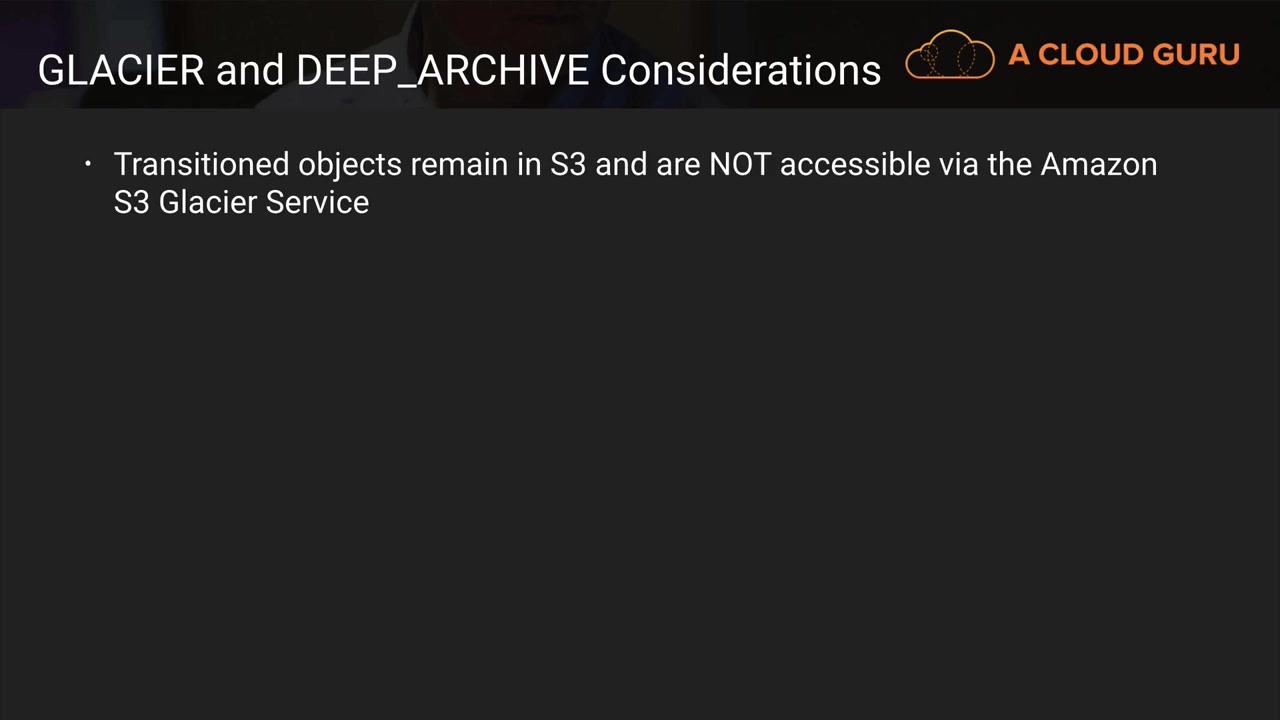 GLACIER and DEEP_ARCHIVE Considerations
A CLOUD GURU
• Transitioned objects remain in S3 and are NOT accessible via the Amazon
S3 Glacier Service